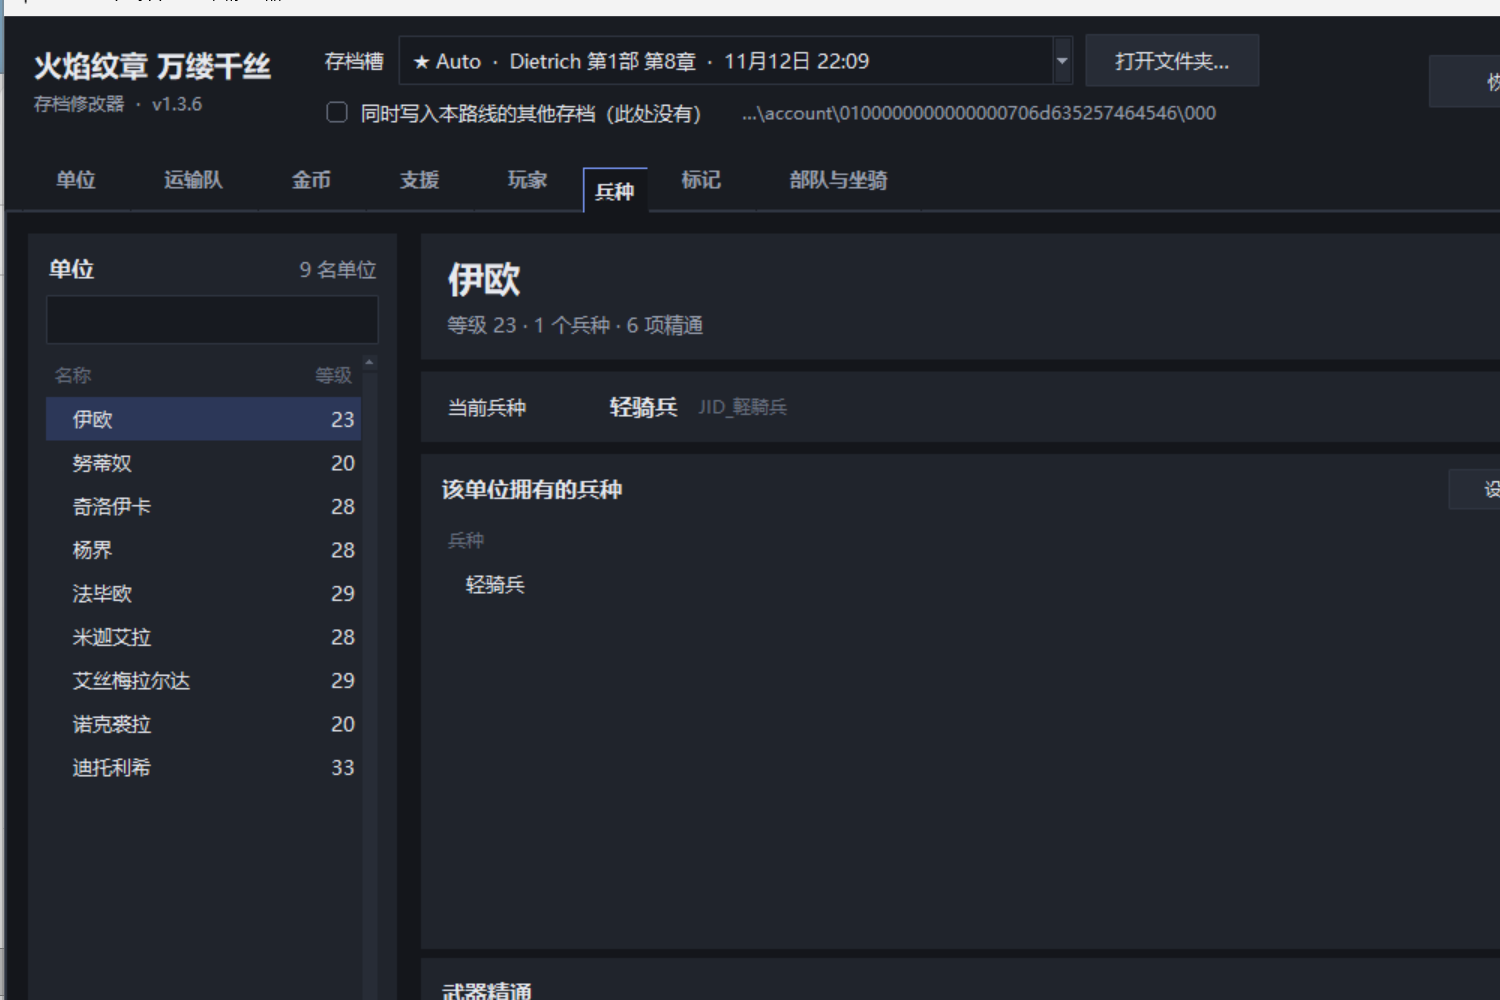 火焰纹章 万缕千丝
存档修改器 · v1.3.6
存档槽
★ Auto · Dietrich 第1部 第8章 · 11月12日 22:09
打开文件夹...
同时写入本路线的其他存档（此处没有）
...\account\0100000000000000706d635257464546\000
单位 运输队 金币 支援 玩家 兵种 标记 部队与坐骑
单位
9 名单位
名称 等级
伊欧 23
努蒂奴 20
奇洛伊卡 28
杨界 28
法毕欧 29
米迦艾拉 28
艾丝梅拉尔达 29
诺克裘拉 20
迪托利希 33
伊欧
等级 23 · 1 个兵种 · 6 项精通
当前兵种 轻骑兵 JID_軽騎兵
该单位拥有的兵种
设
兵种
轻骑兵
武器精通